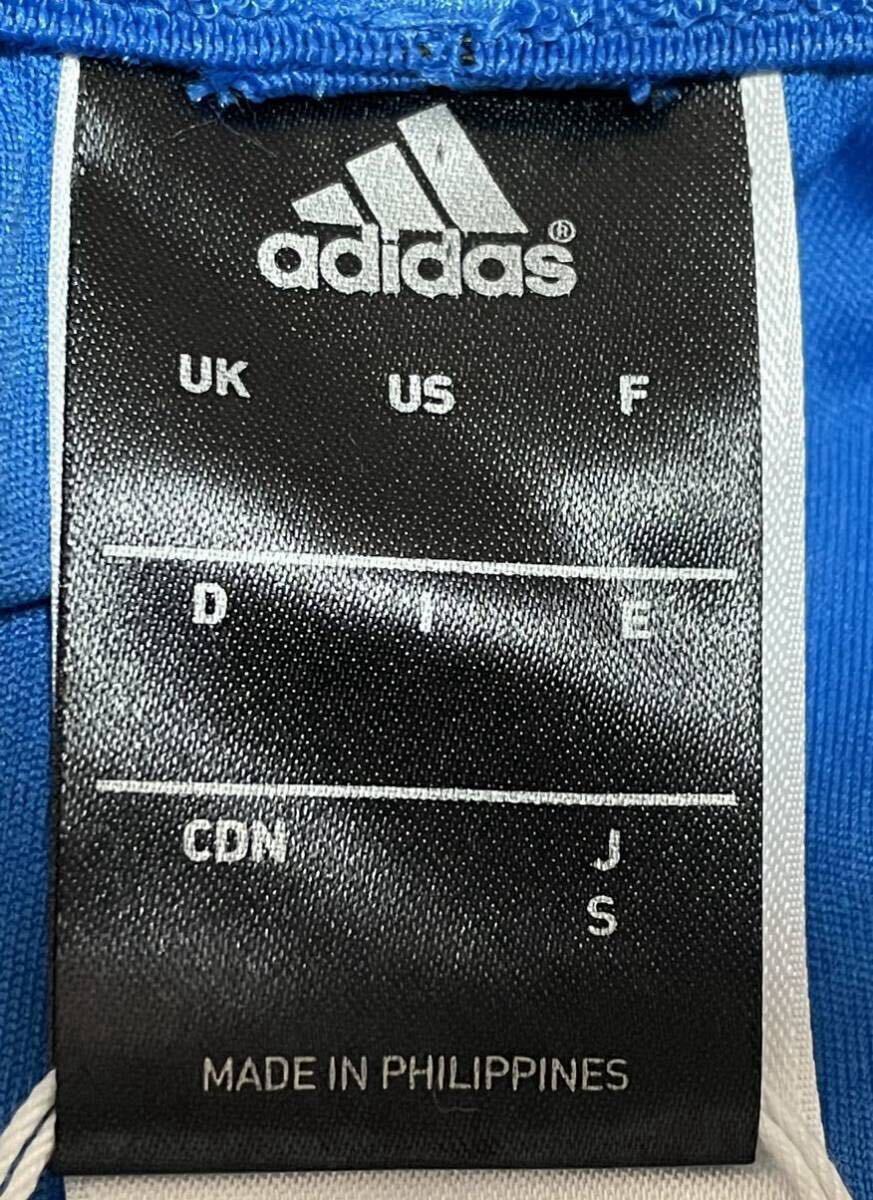 adidas®
UK US F
D I E
CDN J
S
MADE IN PHILIPPINES